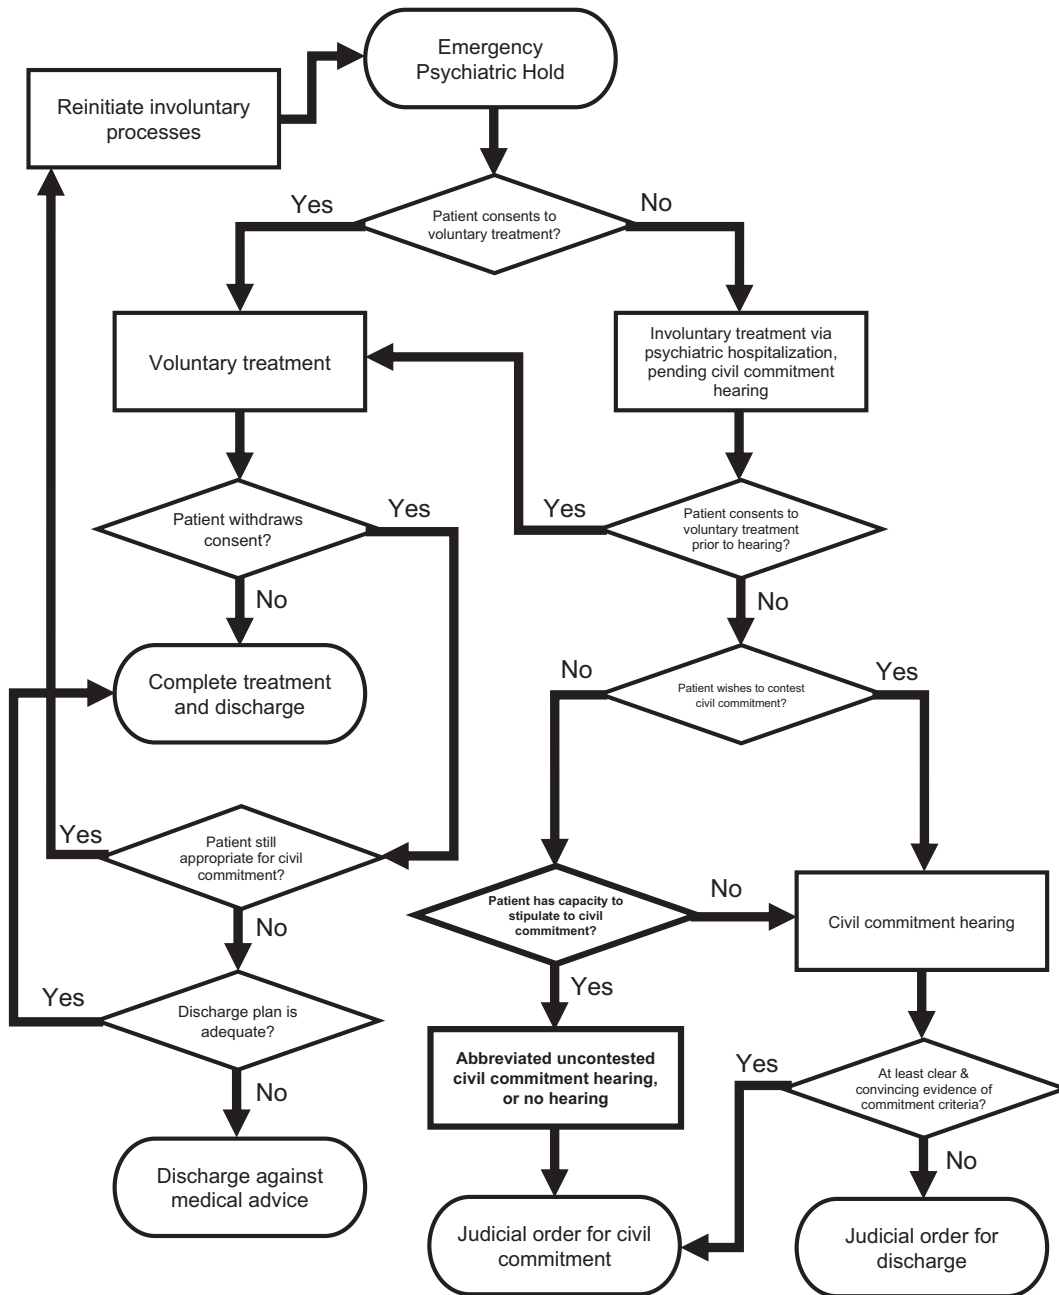 Emergency
Psychiatric Hold
Reinitiate involuntary
processes
Yes
No
Patient consents to
voluntary treatment?
Voluntary treatment
Involuntary treatment via
psychiatric hospitalization,
pending civil commitment
hearing
Patient withdraws
consent?
Yes
Yes
Patient consents to
voluntary treatment
prior to hearing?
No
No
Complete treatment
and discharge
No
Patient wishes to contest
civil commitment?
Yes
Yes
Patient still
appropriate for civil
commitment?
No
Patient has capacity to
stipulate to civil
commitment?
No
Civil commitment hearing
Yes
Discharge plan is
adequate?
Yes
No
Abbreviated uncontested
civil commitment hearing,
or no hearing
Yes
At least clear &
convincing evidence of
commitment criteria?
No
Discharge against
medical advice
Judicial order for civil
commitment
Judicial order for
discharge